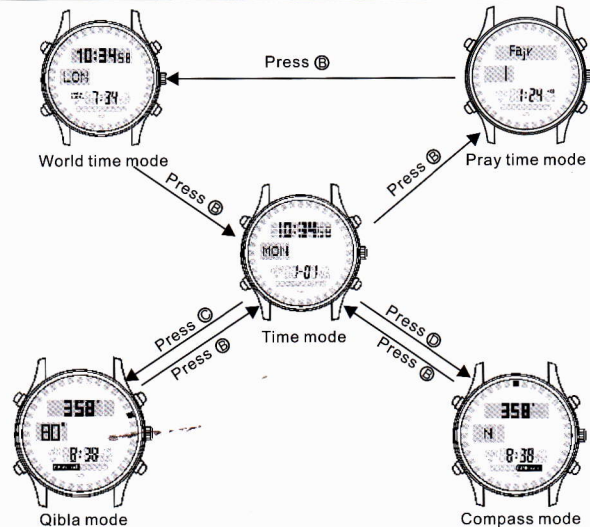 10:34 58
LON
7:34
World time mode
Press Ⓑ
Fajr
1:24
Pray time mode
Press Ⓑ
Press Ⓑ
10:34 58
MON
1-01
Time mode
Press Ⓒ
Press Ⓑ
Press Ⓓ
Press Ⓑ
358°
80°
8:38
Qibla mode
358°
N
8:38
Compass mode